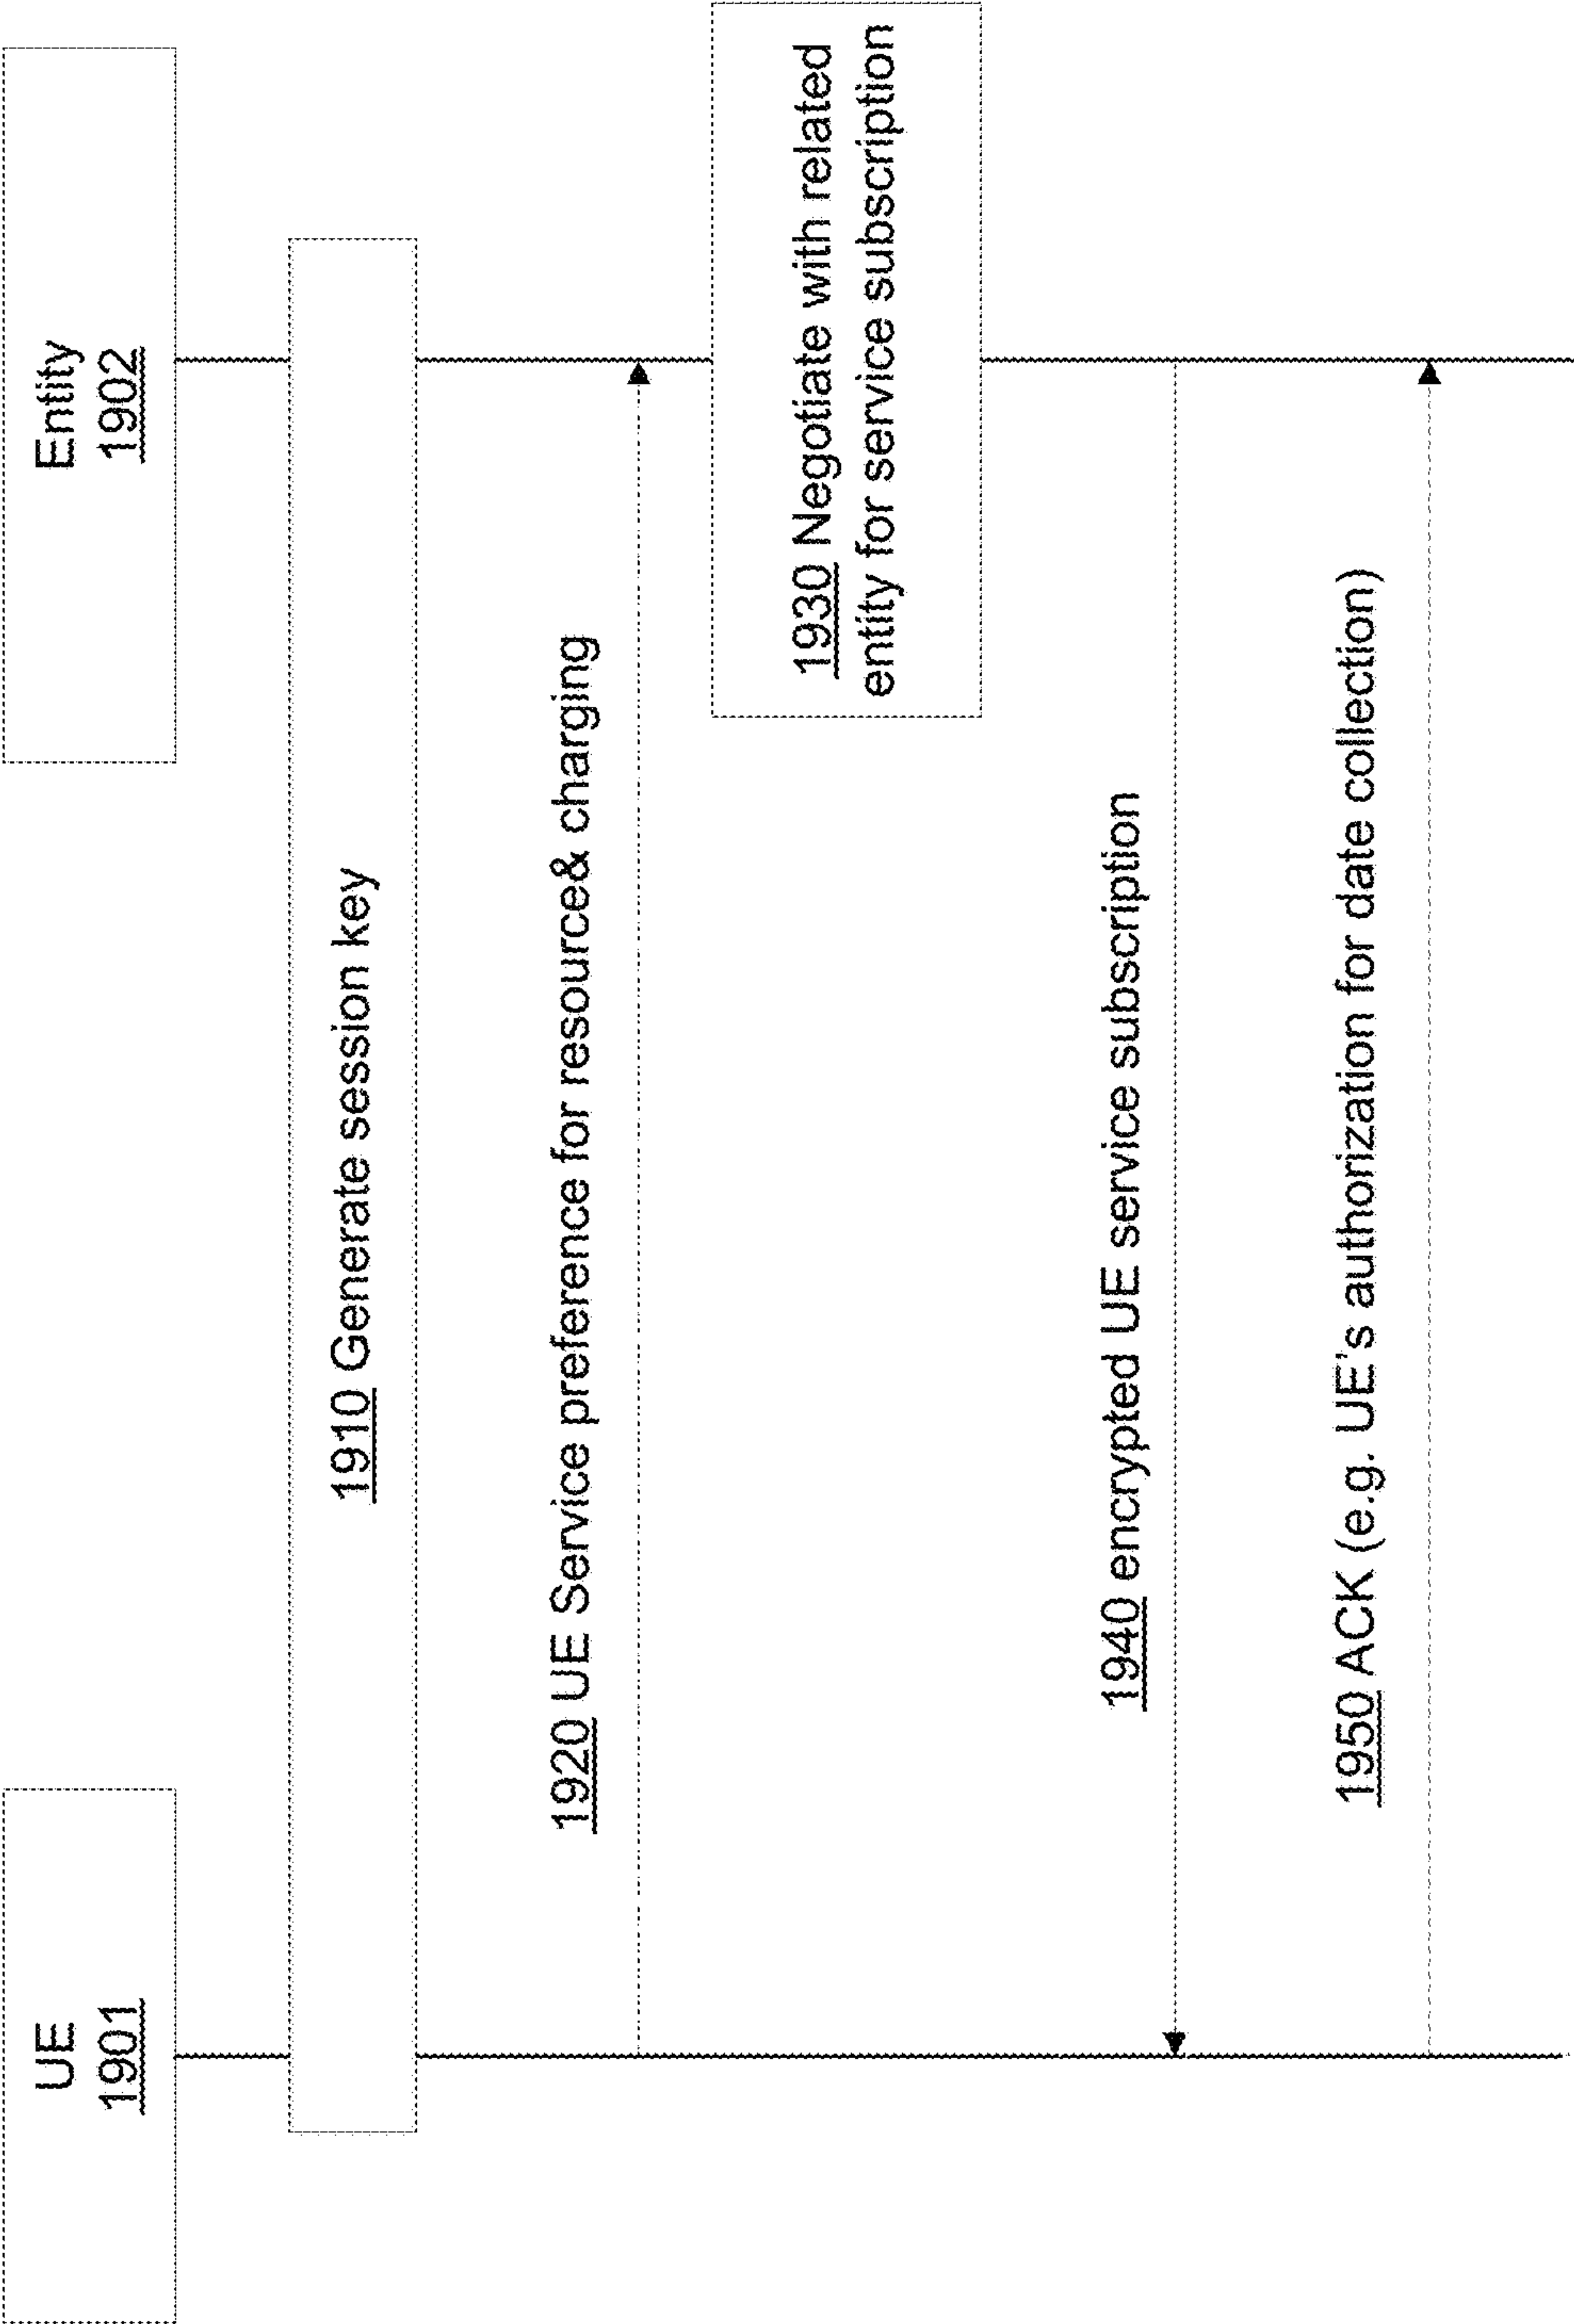 UE
1901
Entity
1902
1910 Generate session key
1920 UE Service preference for resource& charging
1930 Negotiate with related
entity for service subscription
1940 encrypted UE service subscription
1950 ACK (e.g. UE's authorization for date collection)